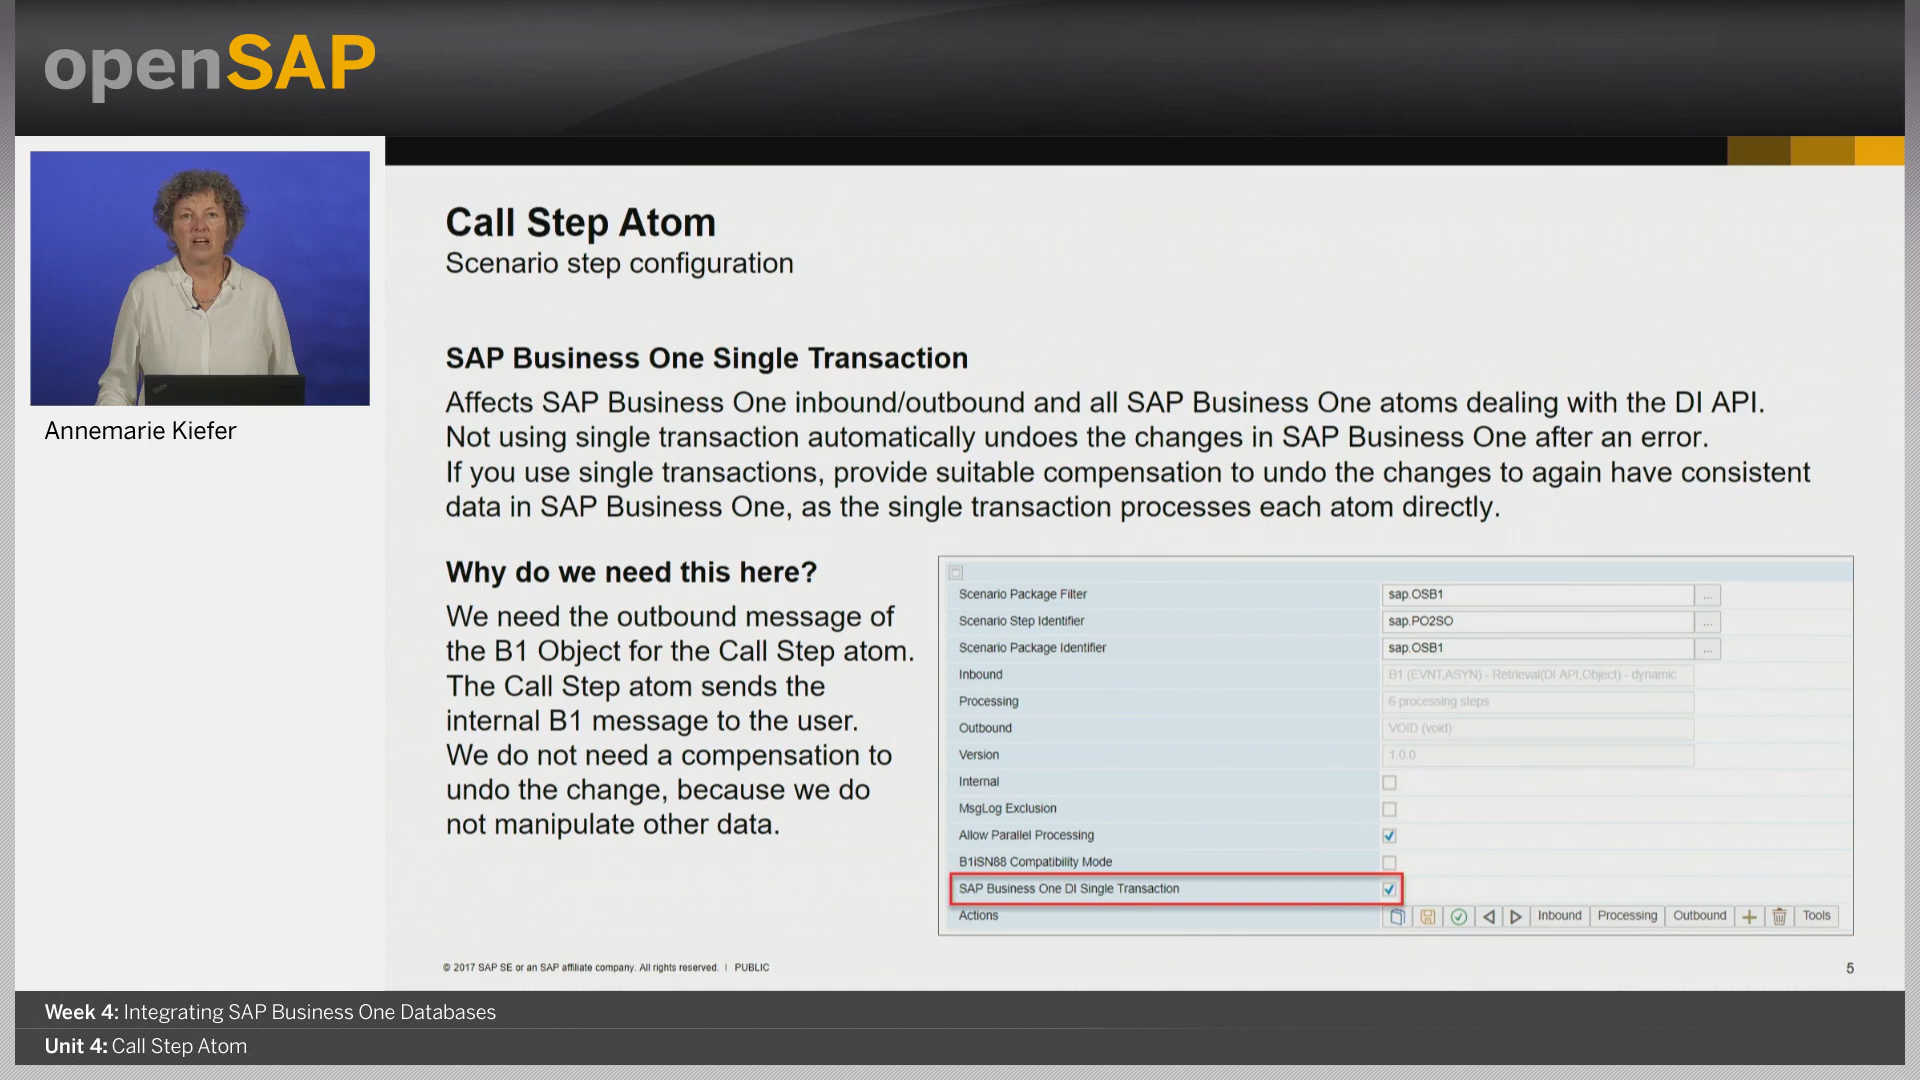 openSAP
Annemarie Kiefer
Call Step Atom
Scenario step configuration
SAP Business One Single Transaction
Affects SAP Business One inbound/outbound and all SAP Business One atoms dealing with the DI API.
Not using single transaction automatically undoes the changes in SAP Business One after an error.
If you use single transactions, provide suitable compensation to undo the changes to again have consistent
data in SAP Business One, as the single transaction processes each atom directly.
Why do we need this here?
We need the outbound message of
the B1 Object for the Call Step atom.
The Call Step atom sends the
internal B1 message to the user.
We do not need a compensation to
undo the change, because we do
not manipulate other data.
Scenario Package Filter sap.OSB1 ...
Scenario Step Identifier sap.PO2SO ...
Scenario Package Identifier sap.OSB1 ...
Inbound B1 (EVNT,ASYN) - Retrieval(DI API,Object) - dynamic
Processing 6 processing steps
Outbound VOID (void)
Version 1.0.0
Internal
MsgLog Exclusion
Allow Parallel Processing
B1iSN88 Compatibility Mode
SAP Business One DI Single Transaction
Actions Inbound Processing Outbound Tools
© 2017 SAP SE or an SAP affiliate company. All rights reserved. | PUBLIC 5
Week 4: Integrating SAP Business One Databases
Unit 4: Call Step Atom